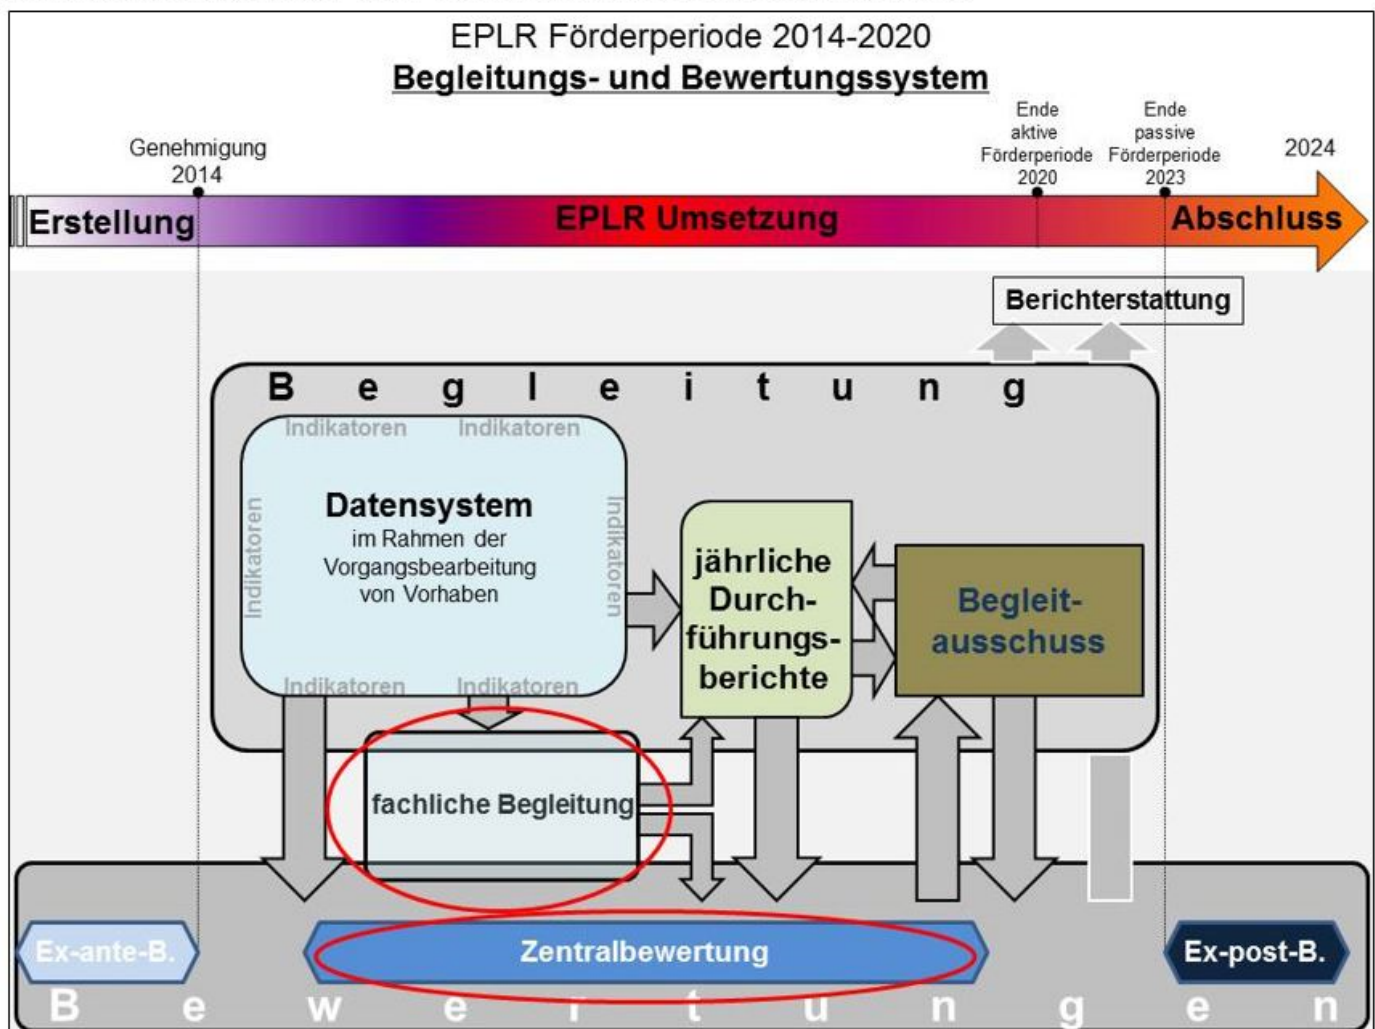 EPLR Förderperiode 2014-2020
Begleitungs- und Bewertungssystem
Genehmigung
2014
Ende
aktive
Förderperiode
2020
Ende
passive
Förderperiode
2023
2024
Erstellung
EPLR Umsetzung
Abschluss
Berichterstattung
Begleitung
Indikatoren
Indikatoren
Indikatoren
Datensystem
im Rahmen der
Vorgangsbearbeitung
von Vorhaben
Indikatoren
Indikatoren
Indikatoren
jährliche
Durch-
führungs-
berichte
Begleit-
ausschuss
fachliche Begleitung
Ex-ante-B.
Zentralbewertung
Ex-post-B.
Bewertungen